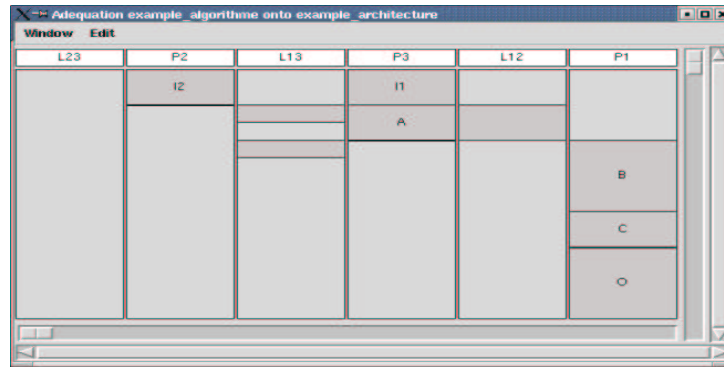 Adequation example_algorithme onto example_architecture
Window Edit
L23 P2 L13 P3 L12 P1
I2 I1
A
B
C
O